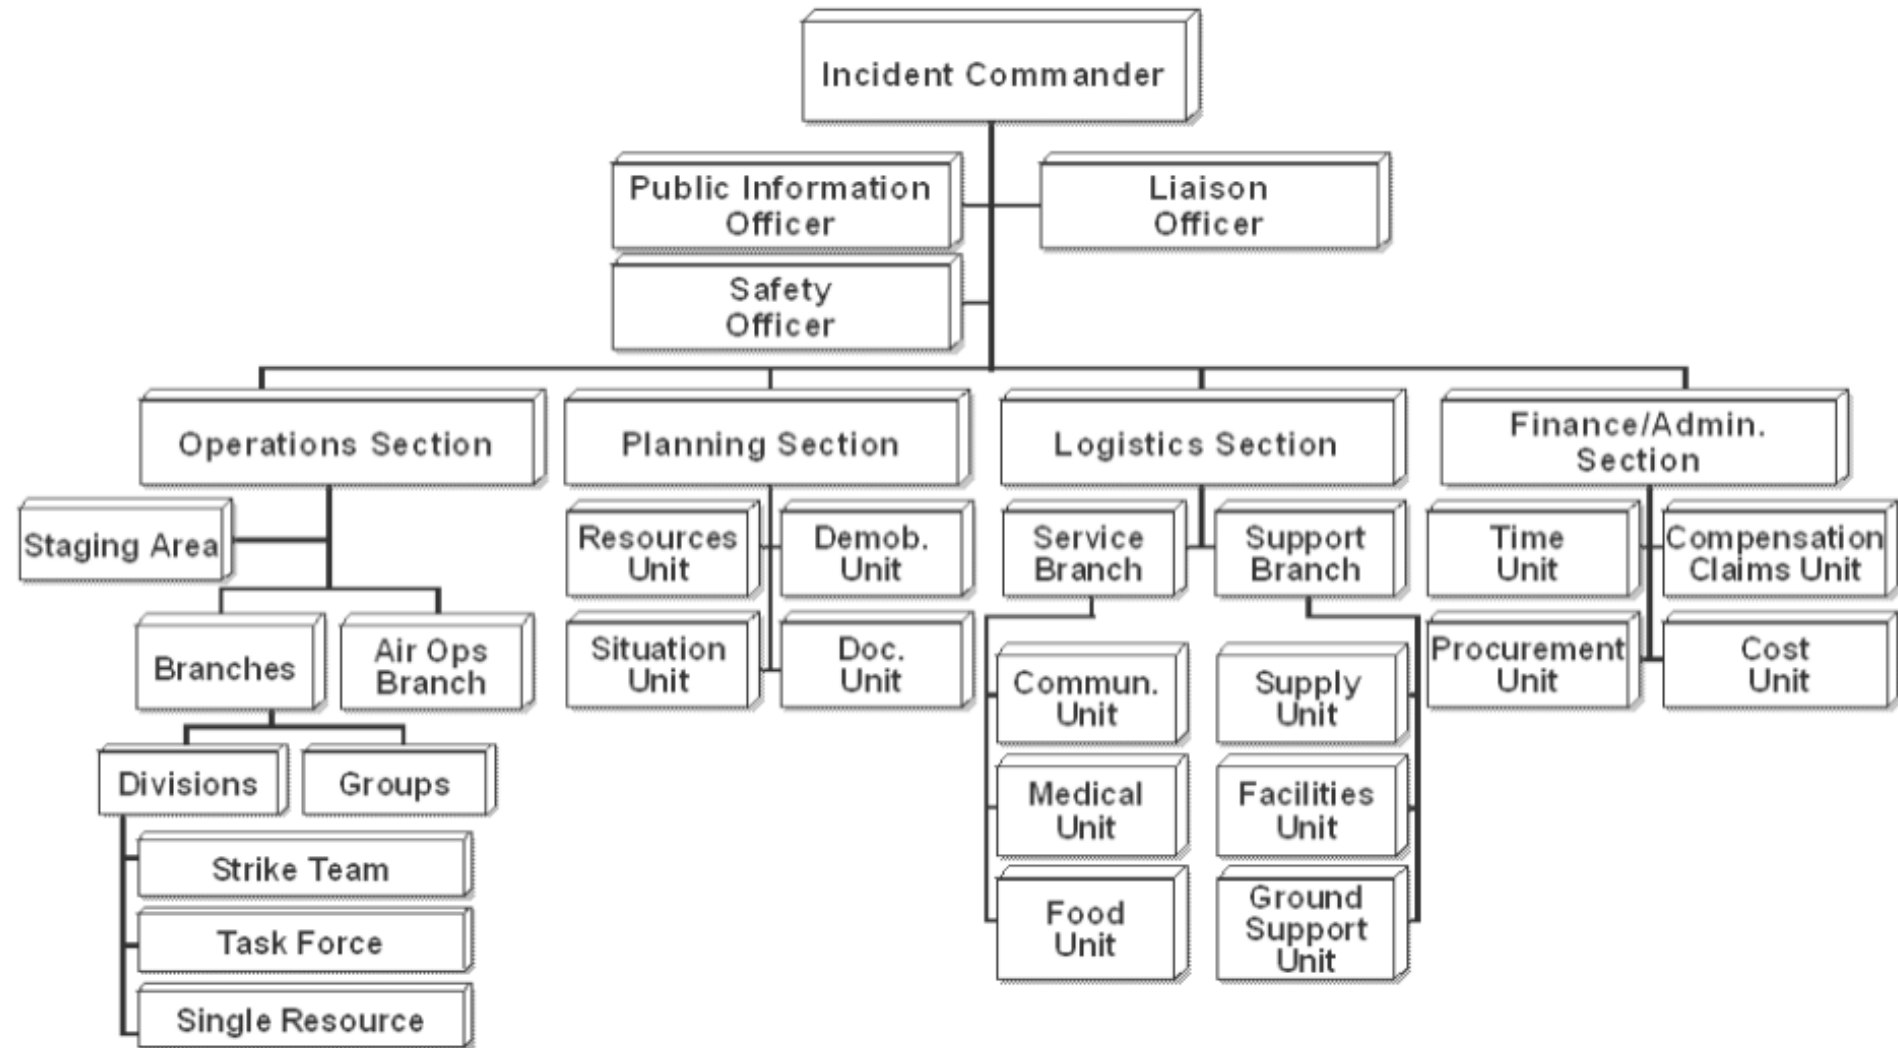 Incident Commander
Public Information
Officer
Liaison
Officer
Safety
Officer
Operations Section
Planning Section
Logistics Section
Finance/Admin.
Section
Staging Area
Resources
Unit
Demob.
Unit
Service
Branch
Support
Branch
Time
Unit
Compensation
Claims Unit
Branches
Air Ops
Branch
Situation
Unit
Doc.
Unit
Commun.
Unit
Supply
Unit
Procurement
Unit
Cost
Unit
Divisions
Groups
Medical
Unit
Facilities
Unit
Strike Team
Task Force
Single Resource
Food
Unit
Ground
Support
Unit